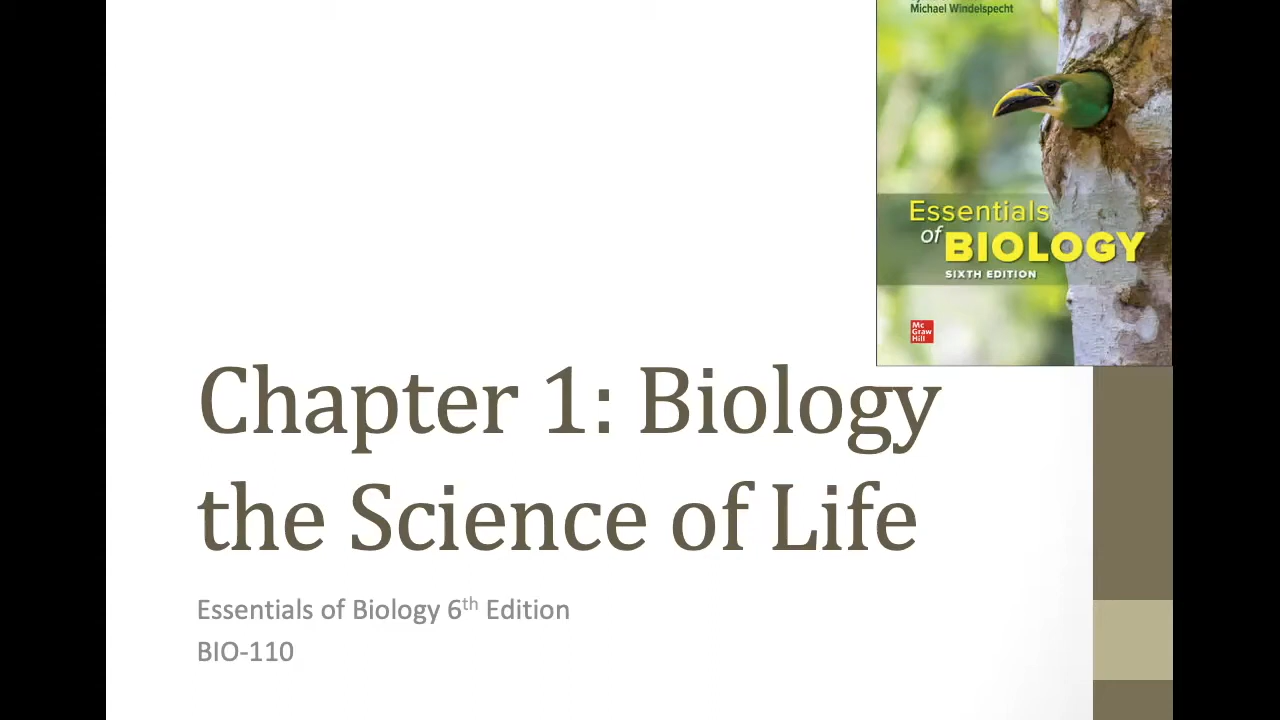 Michael Windelspecht
Essentials
of BIOLOGY
SIXTH EDITION
Mc
Graw
Hill
Chapter 1: Biology
the Science of Life
Essentials of Biology 6th Edition
BIO-110